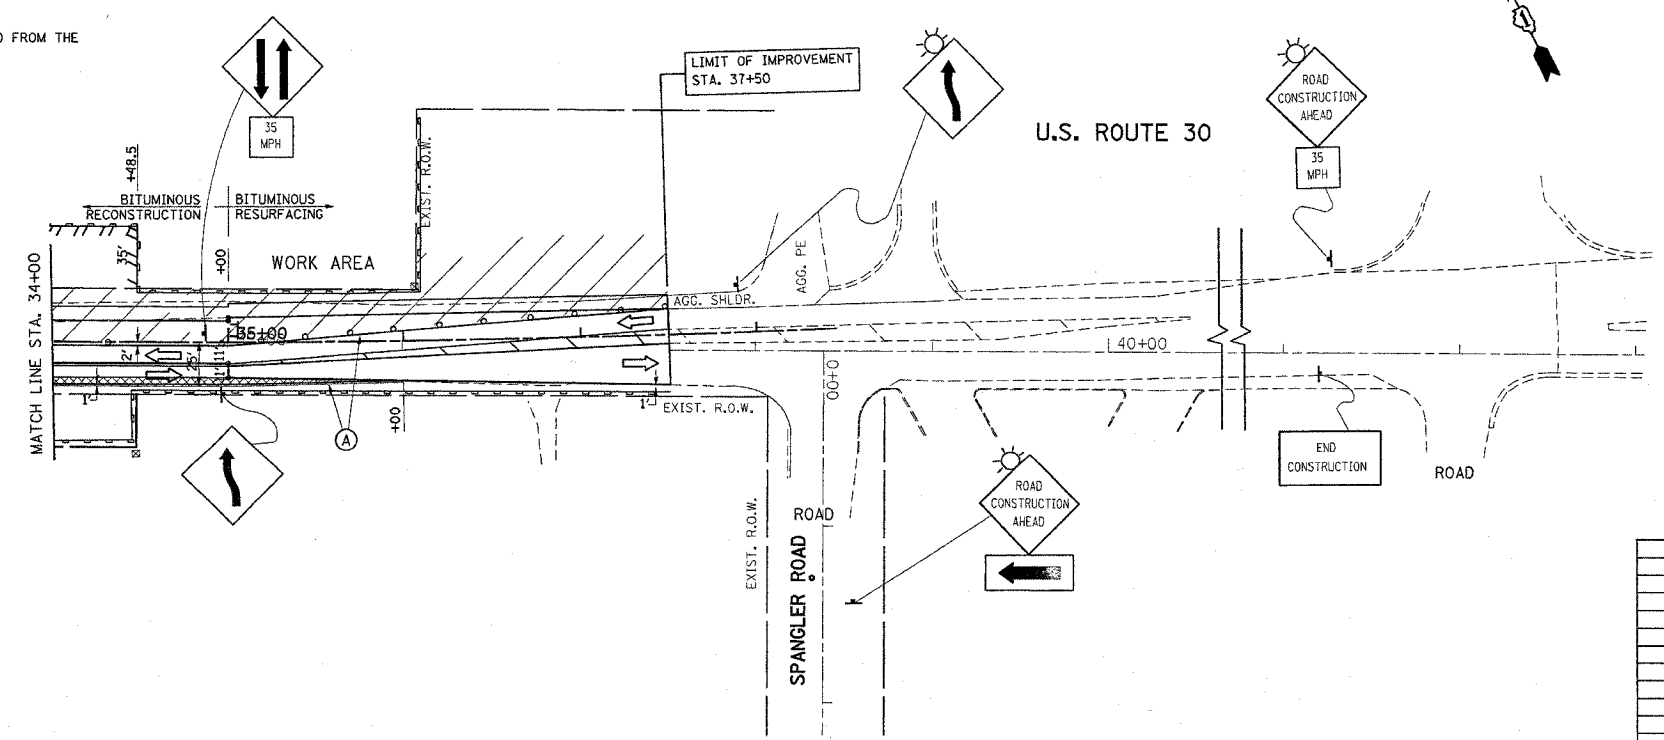 FROM THE
35
MPH
LIMIT OF IMPROVEMENT
STA. 37+50
U.S. ROUTE 30
ROAD
CONSTRUCTION
AHEAD
35
MPH
+48.5
BITUMINOUS
RECONSTRUCTION
BITUMINOUS
RESURFACING
EXIST. R.O.W.
35'
+00
WORK AREA
MATCH LINE STA. 34+00
AGG. PE
AGG. SHLDR.
35+00
2'
25'
11'
1'
40+00
1'
+00
A
1'
EXIST. R.O.W.
00+0
END
CONSTRUCTION
ROAD
ROAD
CONSTRUCTION
AHEAD
EXIST. R.O.W.
ROAD
SPANGLER ROAD